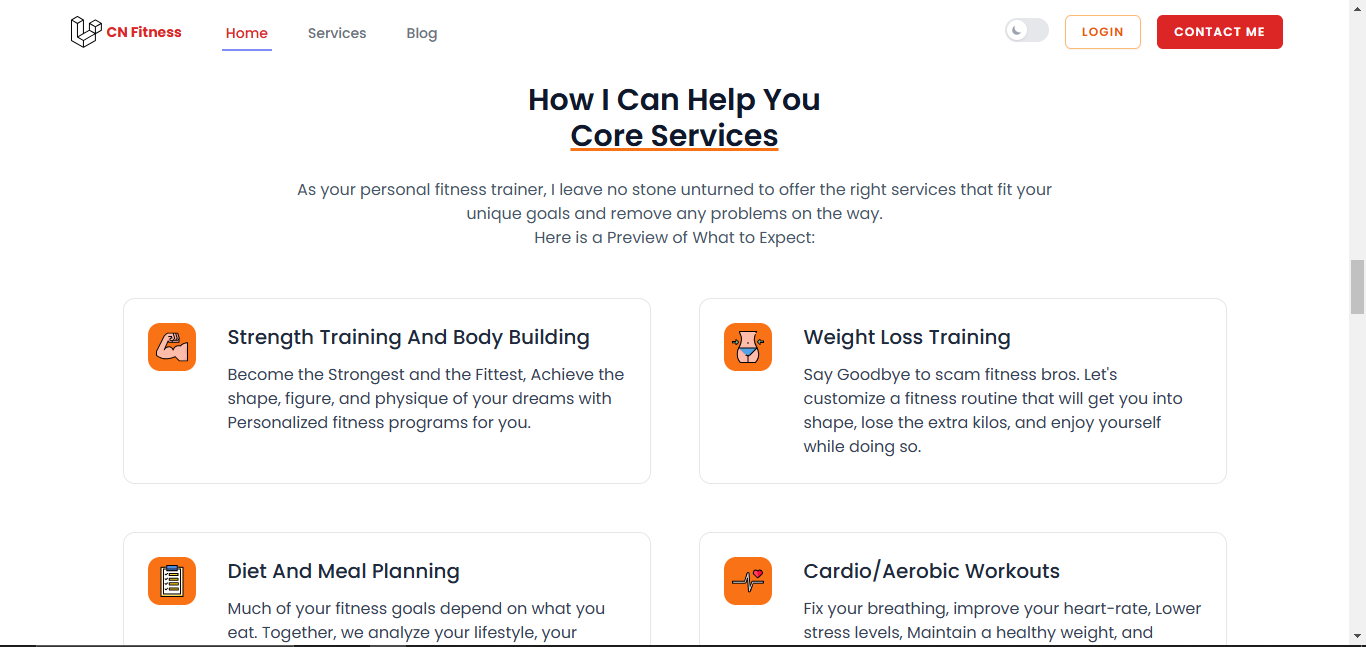 CN Fitness
Home
Services
Blog
LOGIN
CONTACT ME
How I Can Help You
Core Services
As your personal fitness trainer, I leave no stone unturned to offer the right services that fit your
unique goals and remove any problems on the way.
Here is a Preview of What to Expect:
Strength Training And Body Building
Become the Strongest and the Fittest, Achieve the
shape, figure, and physique of your dreams with
Personalized fitness programs for you.
Weight Loss Training
Say Goodbye to scam fitness bros. Let's
customize a fitness routine that will get you into
shape, lose the extra kilos, and enjoy yourself
while doing so.
Diet And Meal Planning
Much of your fitness goals depend on what you
eat. Together, we analyze your lifestyle, your
Cardio/Aerobic Workouts
Fix your breathing, improve your heart-rate, Lower
stress levels, Maintain a healthy weight, and